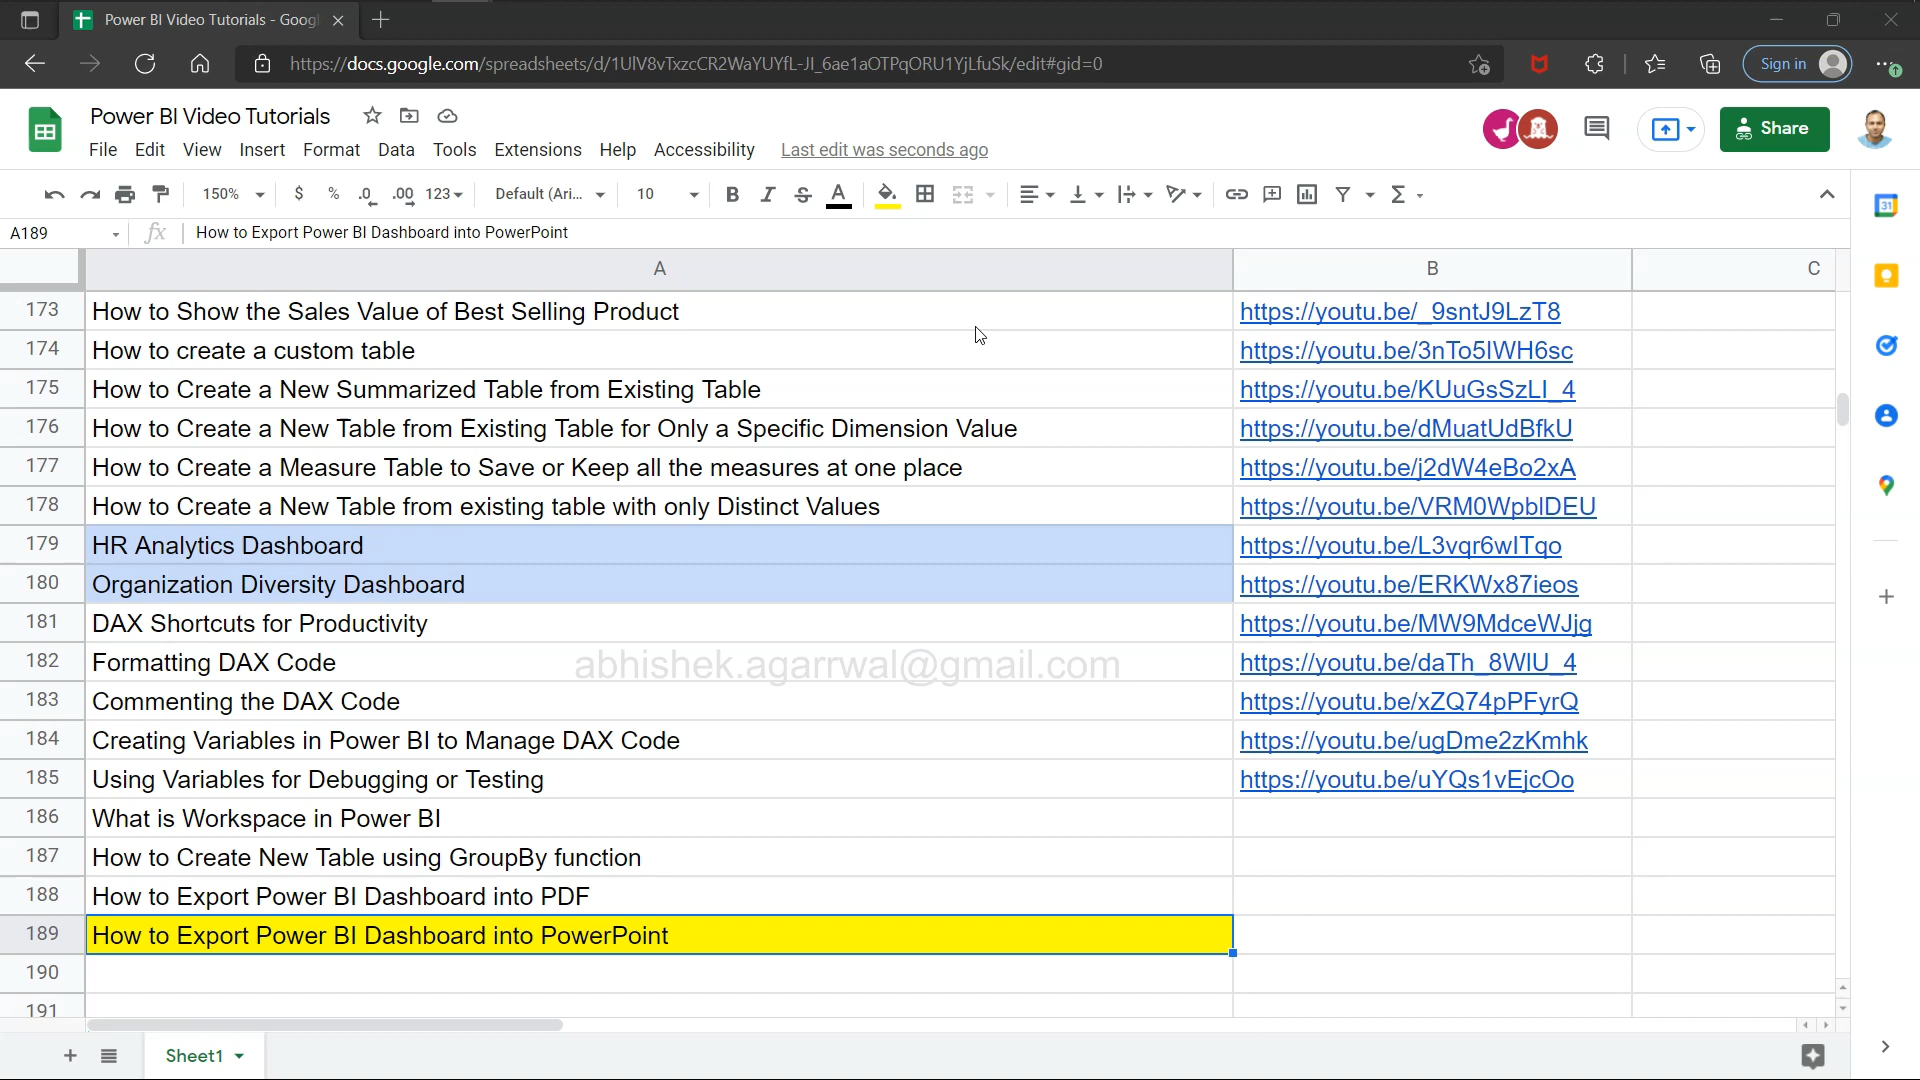 Power BI Video Tutorials - Googl
https://docs.google.com/spreadsheets/d/1UlV8vTxzcCR2WaYUYfL-JI_6ae1aOTPqORU1YjLfuSk/edit#gid=0
Sign in
Power BI Video Tutorials
File Edit View Insert Format Data Tools Extensions Help Accessibility Last edit was seconds ago
Share
150% $ % .0 .00 123 Default (Ari... 10 B I S A Σ
A189 fx How to Export Power BI Dashboard into PowerPoint
A B C
173 How to Show the Sales Value of Best Selling Product https://youtu.be/_9sntJ9LzT8
174 How to create a custom table https://youtu.be/3nTo5IWH6sc
175 How to Create a New Summarized Table from Existing Table https://youtu.be/KUuGsSzLI_4
176 How to Create a New Table from Existing Table for Only a Specific Dimension Value https://youtu.be/dMuatUdBfkU
177 How to Create a Measure Table to Save or Keep all the measures at one place https://youtu.be/j2dW4eBo2xA
178 How to Create a New Table from existing table with only Distinct Values https://youtu.be/VRM0WpblDEU
179 HR Analytics Dashboard https://youtu.be/L3vqr6wITqo
180 Organization Diversity Dashboard https://youtu.be/ERKWx87ieos
181 DAX Shortcuts for Productivity https://youtu.be/MW9MdceWJjg
182 Formatting DAX Code abhishek.agarrwal@gmail.com https://youtu.be/daTh_8WIU_4
183 Commenting the DAX Code https://youtu.be/xZQ74pPFyrQ
184 Creating Variables in Power BI to Manage DAX Code https://youtu.be/ugDme2zKmhk
185 Using Variables for Debugging or Testing https://youtu.be/uYQs1vEjcOo
186 What is Workspace in Power BI
187 How to Create New Table using GroupBy function
188 How to Export Power BI Dashboard into PDF
189 How to Export Power BI Dashboard into PowerPoint
190
191
Sheet1
31